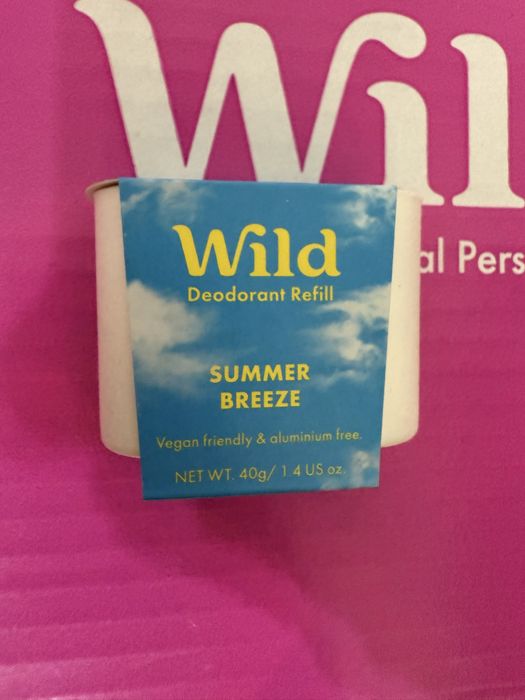 Wil
al Pers
Wild
Deodorant Refill
SUMMER
BREEZE
Vegan friendly & aluminium free.
NET WT. 40g/ 1.4 US oz.